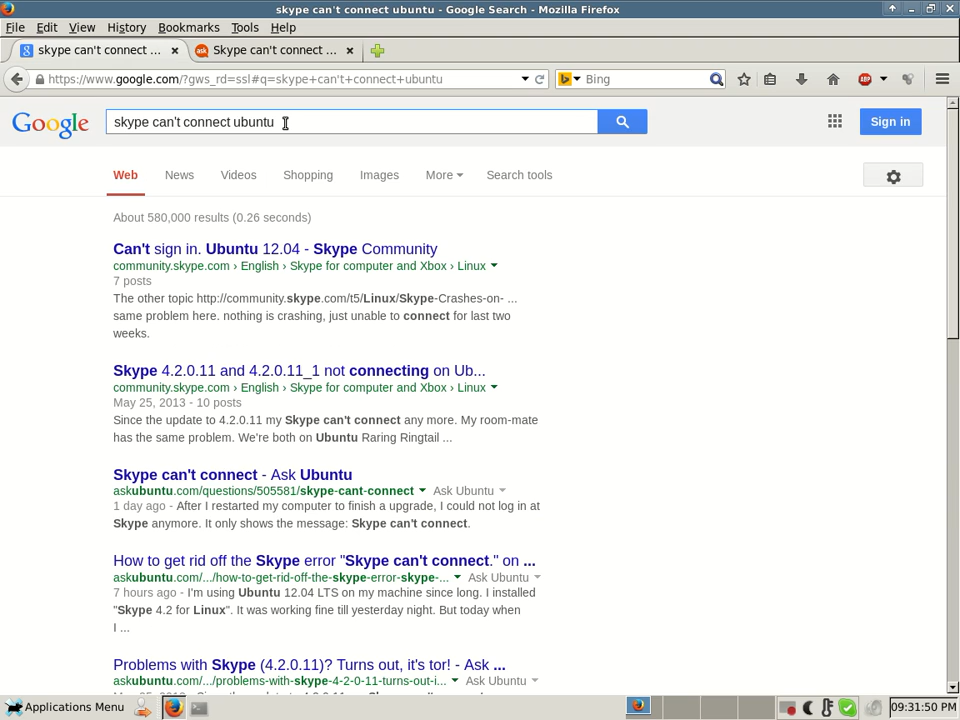 skype can't connect ubuntu - Google Search - Mozilla Firefox
File Edit View History Bookmarks Tools Help
skype can't connect ... Skype can't connect ...
https://www.google.com/?gws_rd=ssl#q=skype+can't+connect+ubuntu Bing
Google skype can't connect ubuntu Sign in
Web News Videos Shopping Images More Search tools
About 580,000 results (0.26 seconds)
Can't sign in. Ubuntu 12.04 - Skype Community
community.skype.com › English › Skype for computer and Xbox › Linux
7 posts
The other topic http://community.skype.com/t5/Linux/Skype-Crashes-on- ...
same problem here. nothing is crashing, just unable to connect for last two
weeks.
Skype 4.2.0.11 and 4.2.0.11_1 not connecting on Ub...
community.skype.com › English › Skype for computer and Xbox › Linux
May 25, 2013 - 10 posts
Since the update to 4.2.0.11 my Skype can't connect any more. My room-mate
has the same problem. We're both on Ubuntu Raring Ringtail ...
Skype can't connect - Ask Ubuntu
askubuntu.com/questions/505581/skype-cant-connect Ask Ubuntu
1 day ago - After I restarted my computer to finish a upgrade, I could not log in at
Skype anymore. It only shows the message: Skype can't connect.
How to get rid off the Skype error "Skype can't connect." on ...
askubuntu.com/.../how-to-get-rid-off-the-skype-error-skype-... Ask Ubuntu
7 hours ago - I'm using Ubuntu 12.04 LTS on my machine since long. I installed
"Skype 4.2 for Linux". It was working fine till yesterday night. But today when
I ...
Problems with Skype (4.2.0.11)? Turns out, it's tor! - Ask ...
askubuntu.com/.../problems-with-skype-4-2-0-11-turns-out-i... Ask Ubuntu
Applications Menu 09:31:50 PM